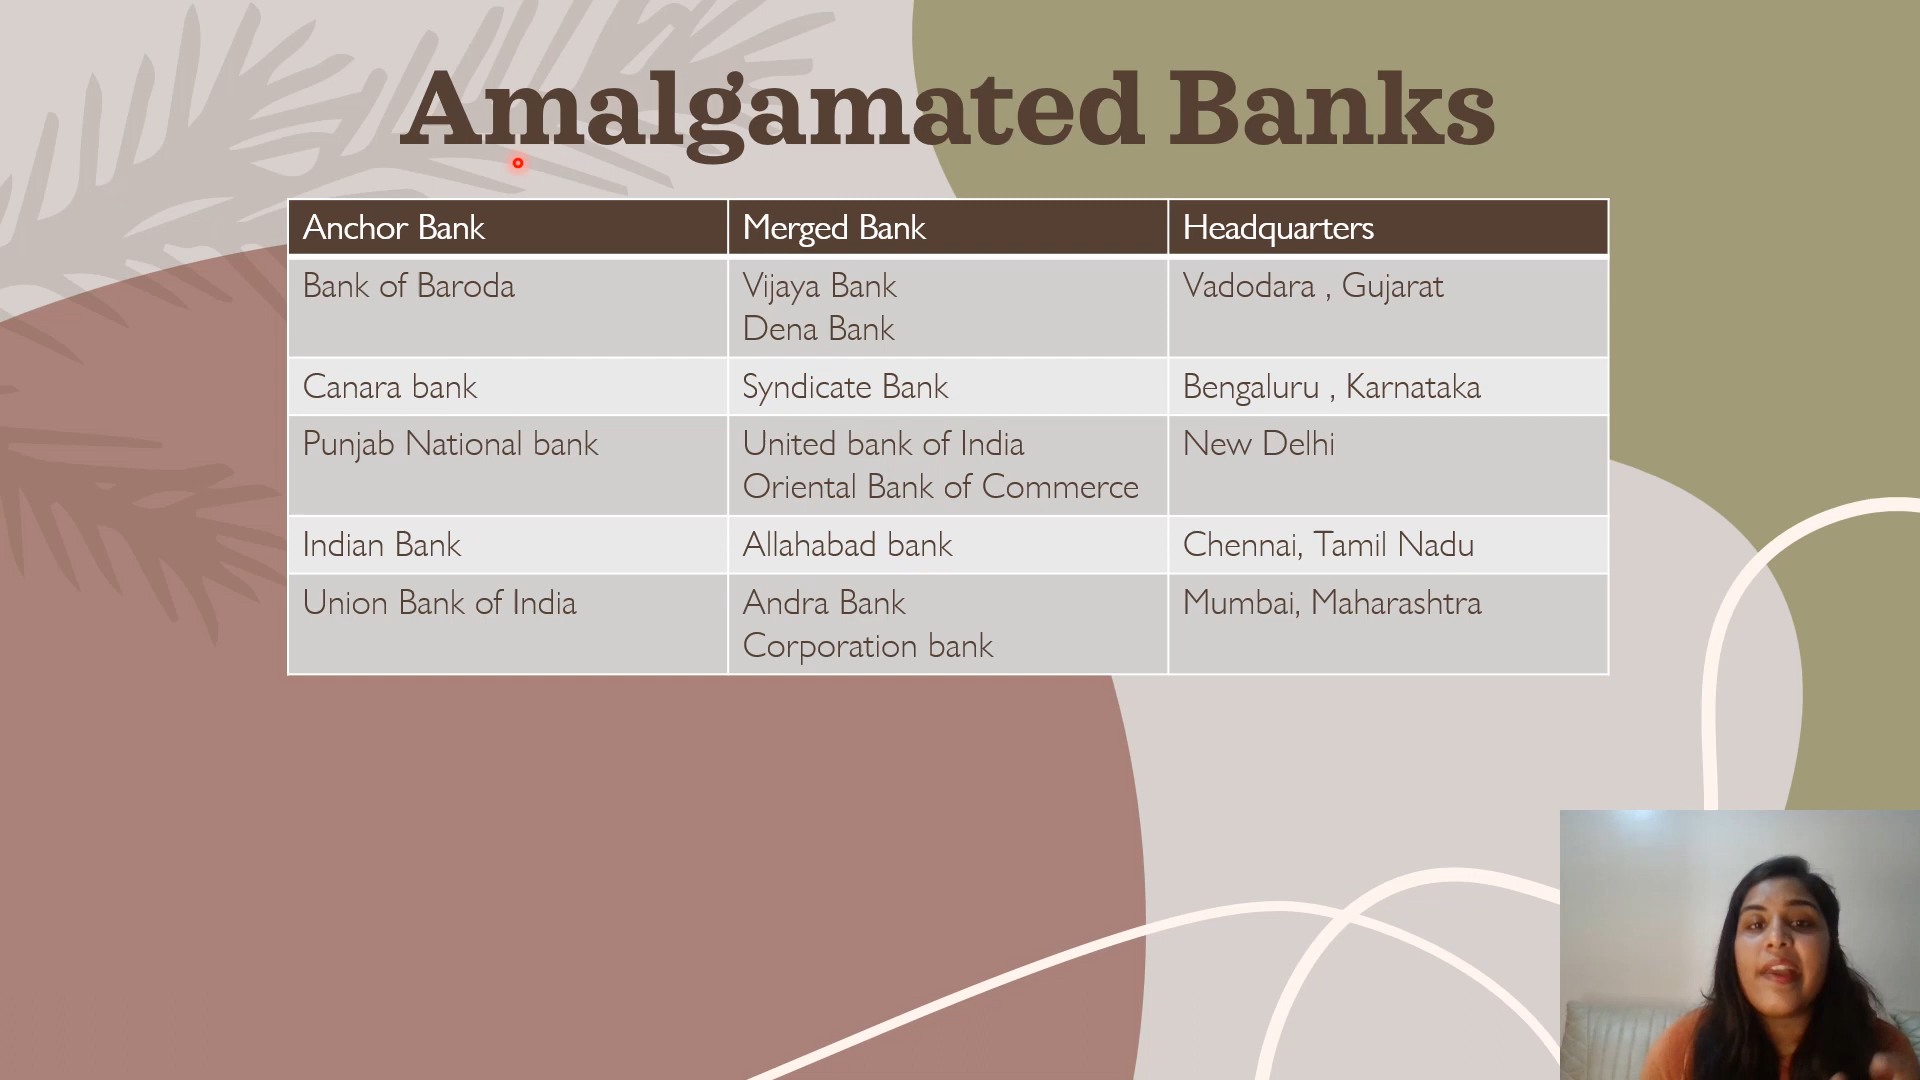 Amalgamated Banks
Anchor Bank
Merged Bank
Headquarters
Bank of Baroda
Vijaya Bank
Dena Bank
Vadodara , Gujarat
Canara bank
Syndicate Bank
Bengaluru , Karnataka
Punjab National bank
United bank of India
Oriental Bank of Commerce
New Delhi
Indian Bank
Allahabad bank
Chennai, Tamil Nadu
Union Bank of India
Andra Bank
Corporation bank
Mumbai, Maharashtra